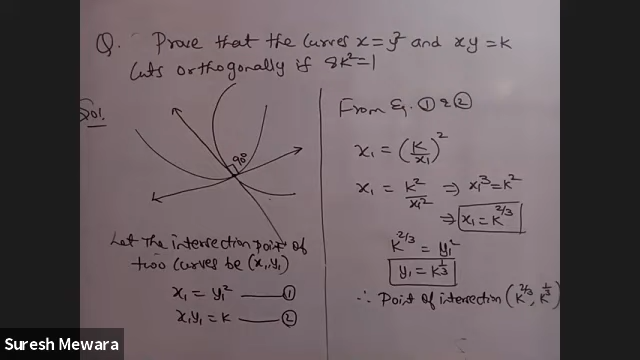 Q. Prove that the curves x = y² and xy = k
Cuts orthogonally if 8k² = 1
Sol.
90°
Let the intersection point of
two curves be (x₁,y₁)
x₁ = y₁² —— ①
x₁y₁ = k —— ②
From Eq. ① & ②
x₁ = (k/x₁)²
x₁ = k²/x₁² ⇒ x₁³ = k²
⇒ x₁ = k^(2/3)
k^(2/3) = y₁²
y₁ = k^(1/3)
∴ Point of intersection (k^(2/3), k^(1/3))
Suresh Mewara